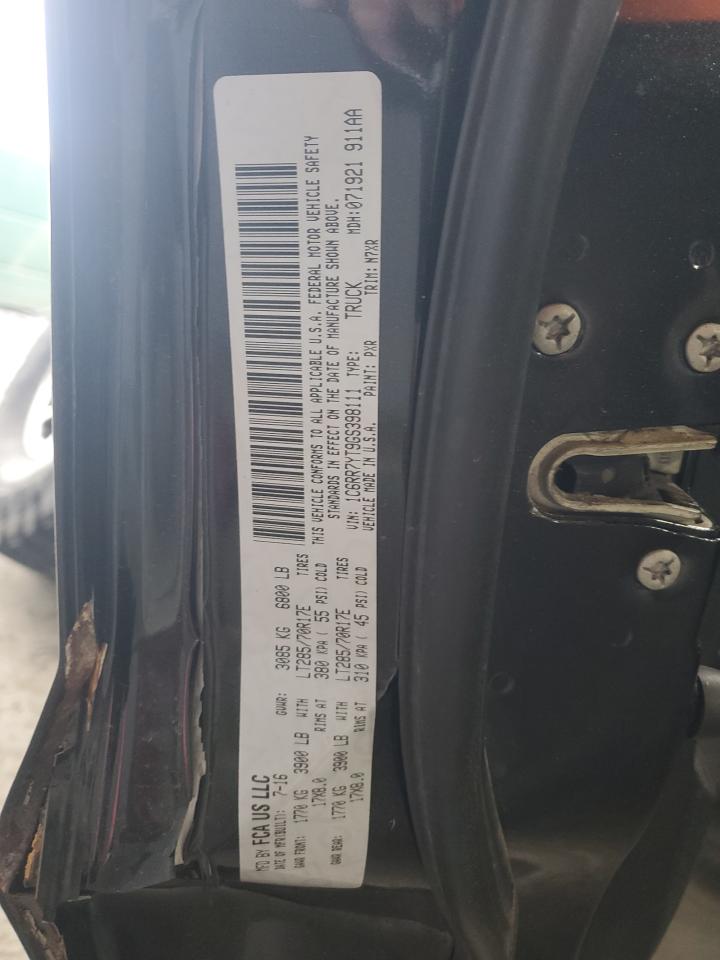 MFD BY FCA US LLC
DATE OF MFR(BUILT): 7-16 GVWR: 3085 KG 6800 LB
GAWR FRONT: 1770 KG 3900 LB WITH LT285/70R17E TIRES
17X8.0 RIMS AT 380 KPA ( 55 PSI) COLD
GAWR REAR: 1770 KG 3900 LB WITH LT285/70R17E TIRES
17X8.0 RIMS AT 310 KPA ( 45 PSI) COLD
THIS VEHICLE CONFORMS TO ALL APPLICABLE U.S.A. FEDERAL MOTOR VEHICLE SAFETY
STANDARDS IN EFFECT ON THE DATE OF MANUFACTURE SHOWN ABOVE.
VIN: 1C6RR7YT9GS398111 TYPE: TRUCK MDH:071921 911AA
VEHICLE MADE IN U.S.A. PAINT: PXR TRIM: N7XR